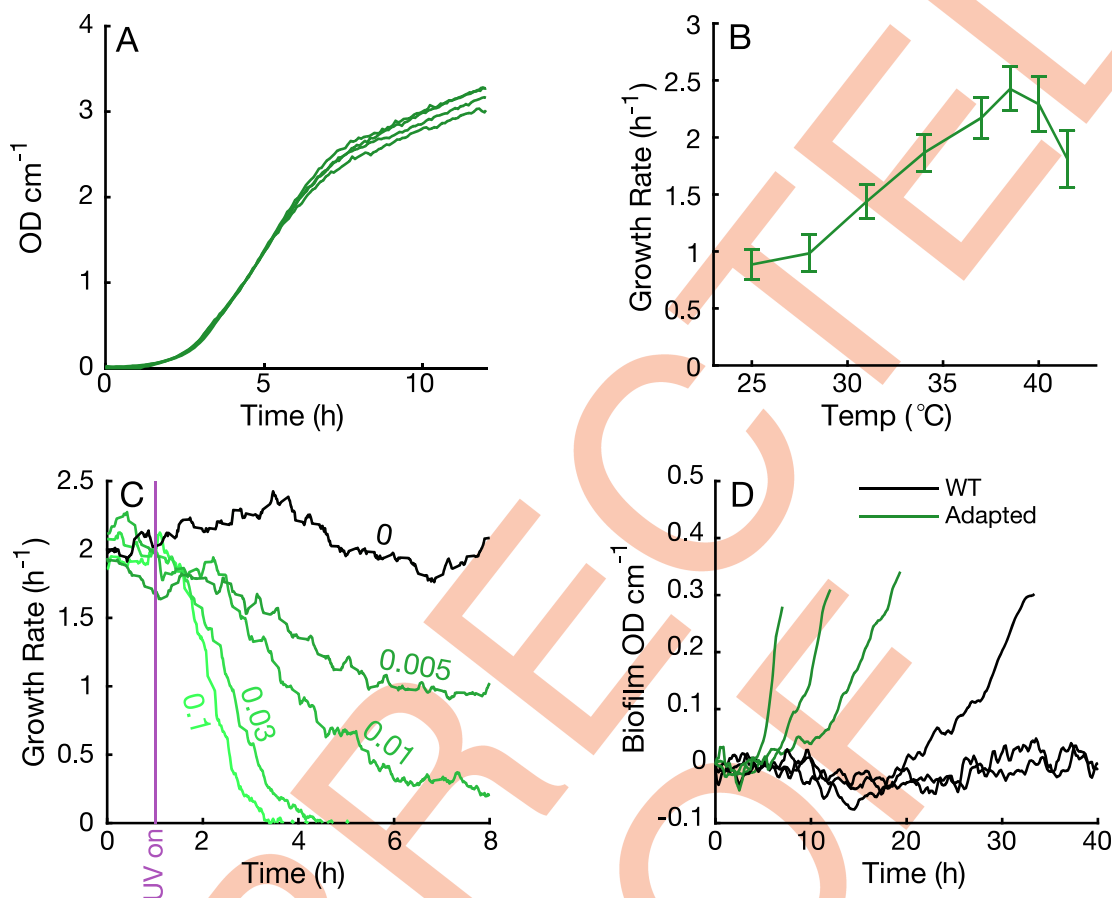 A
OD cm⁻¹
4
3
2
1
0
0 5 10
Time (h)
B
Growth Rate (h⁻¹)
3
2.5
2
1.5
1
0.5
0
25 30 35 40
Temp (°C)
C
Growth Rate (h⁻¹)
2.5
2
1.5
1
0.5
0
0
0.005
0.01
0.03
0.1
0 2 4 6 8
UV on
Time (h)
D
WT
Adapted
Biofilm OD cm⁻¹
0.5
0.4
0.3
0.2
0.1
0
-0.1
0 10 20 30 40
Time (h)